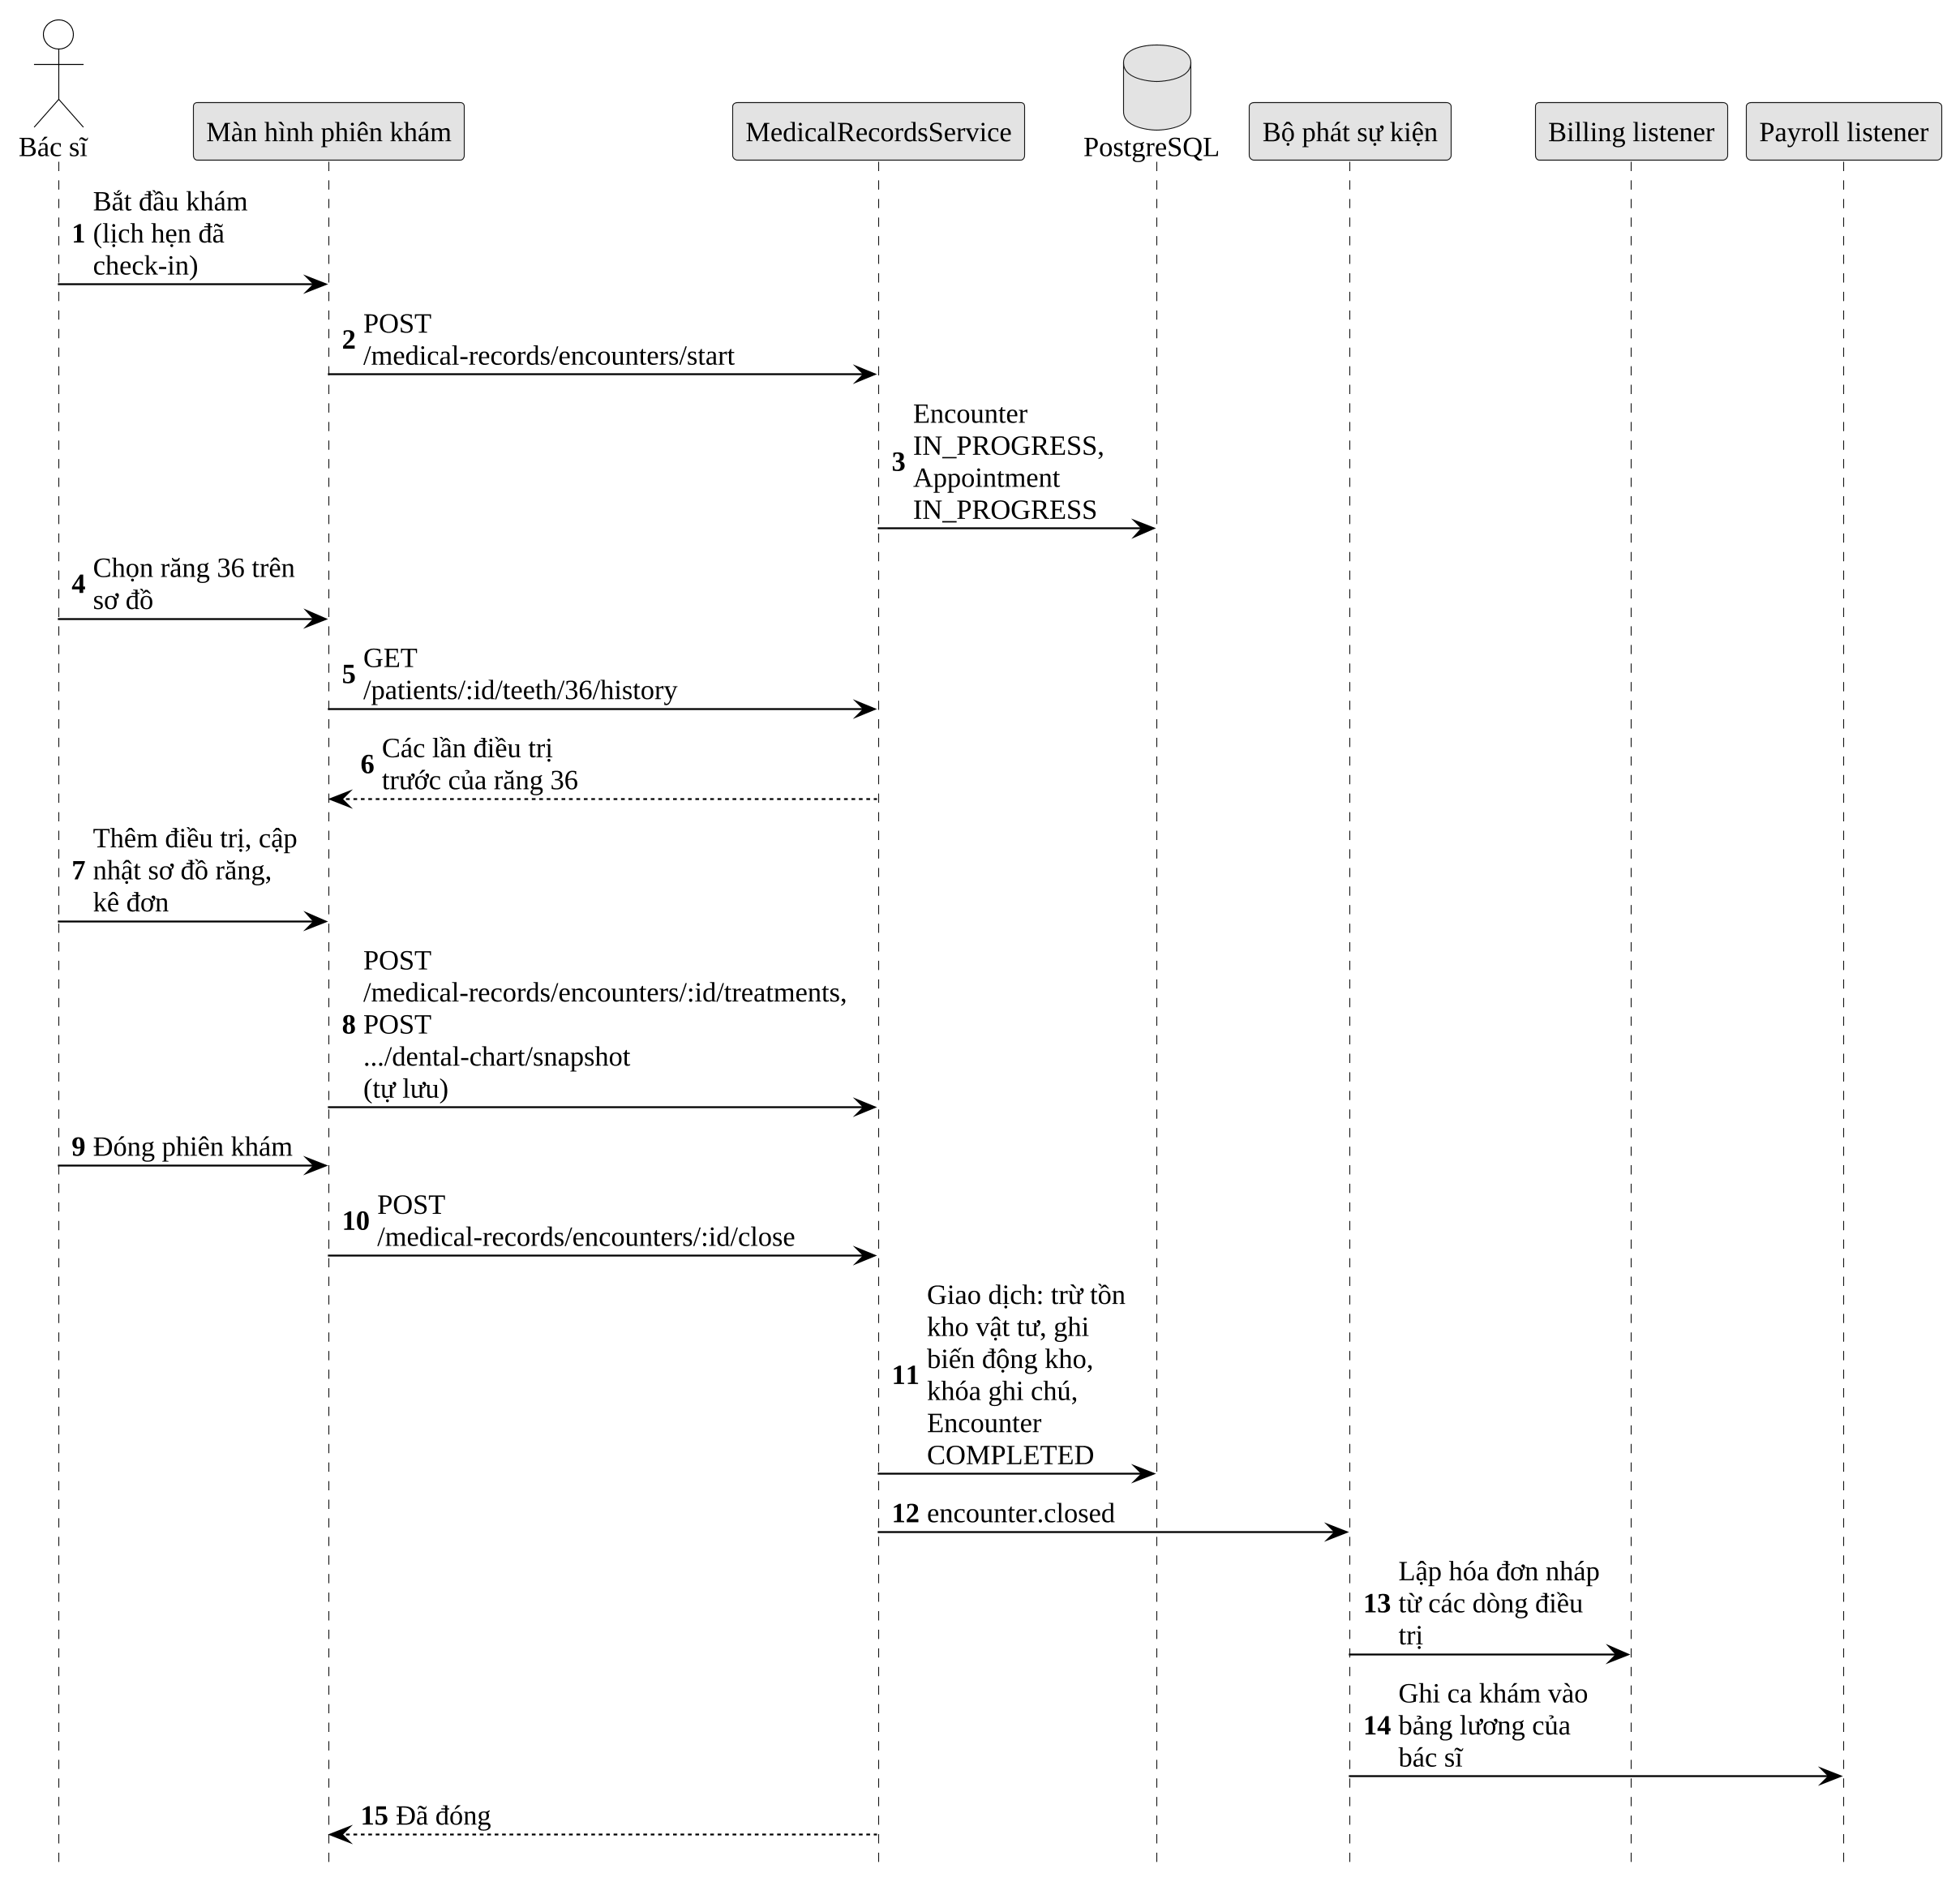 Bác sĩ
Màn hình phiên khám
MedicalRecordsService
PostgreSQL
Bộ phát sự kiện
Billing listener
Payroll listener
1
Bắt đầu khám
(lịch hẹn đã
check-in)
2
POST
/medical-records/encounters/start
3
Encounter
IN_PROGRESS,
Appointment
IN_PROGRESS
4
Chọn răng 36 trên
sơ đồ
5
GET
/patients/:id/teeth/36/history
6
Các lần điều trị
trước của răng 36
7
Thêm điều trị, cập
nhật sơ đồ răng,
kê đơn
8
POST
/medical-records/encounters/:id/treatments,
POST
.../dental-chart/snapshot
(tự lưu)
9 Đóng phiên khám
10
POST
/medical-records/encounters/:id/close
11
Giao dịch: trừ tồn
kho vật tư, ghi
biến động kho,
khóa ghi chú,
Encounter
COMPLETED
12 encounter.closed
13
Lập hóa đơn nháp
từ các dòng điều
trị
14
Ghi ca khám vào
bảng lương của
bác sĩ
15 Đã đóng